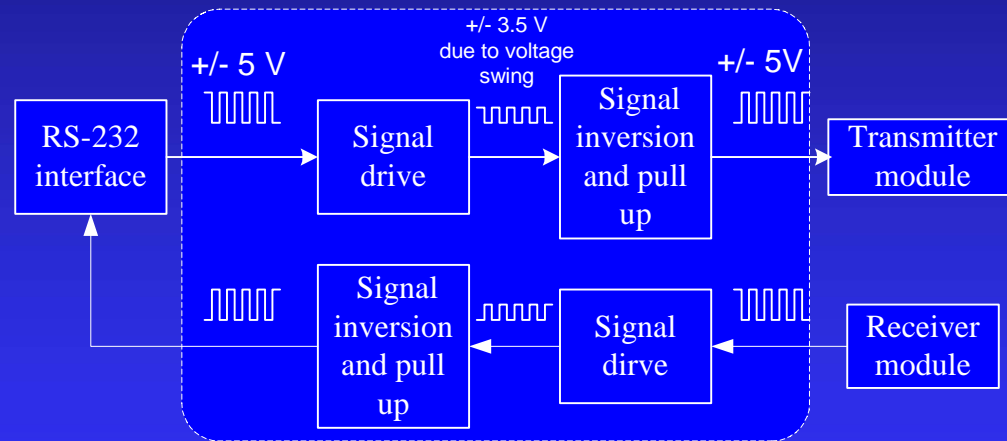 +/- 3.5 V
due to voltage
swing
+/- 5 V
+/- 5V
RS-232
interface
Signal
drive
Signal
inversion
and pull
up
Transmitter
module
Signal
inversion
and pull
up
Signal
dirve
Receiver
module